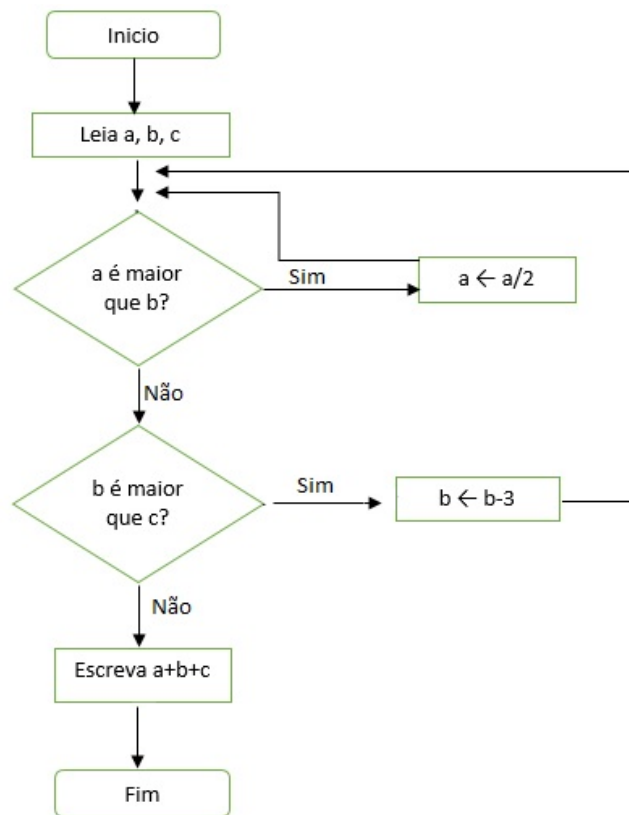 Inicio
Leia a, b, c
a é maior
que b?
Sim
a ← a/2
Não
b é maior
que c?
Sim
b ← b-3
Não
Escreva a+b+c
Fim